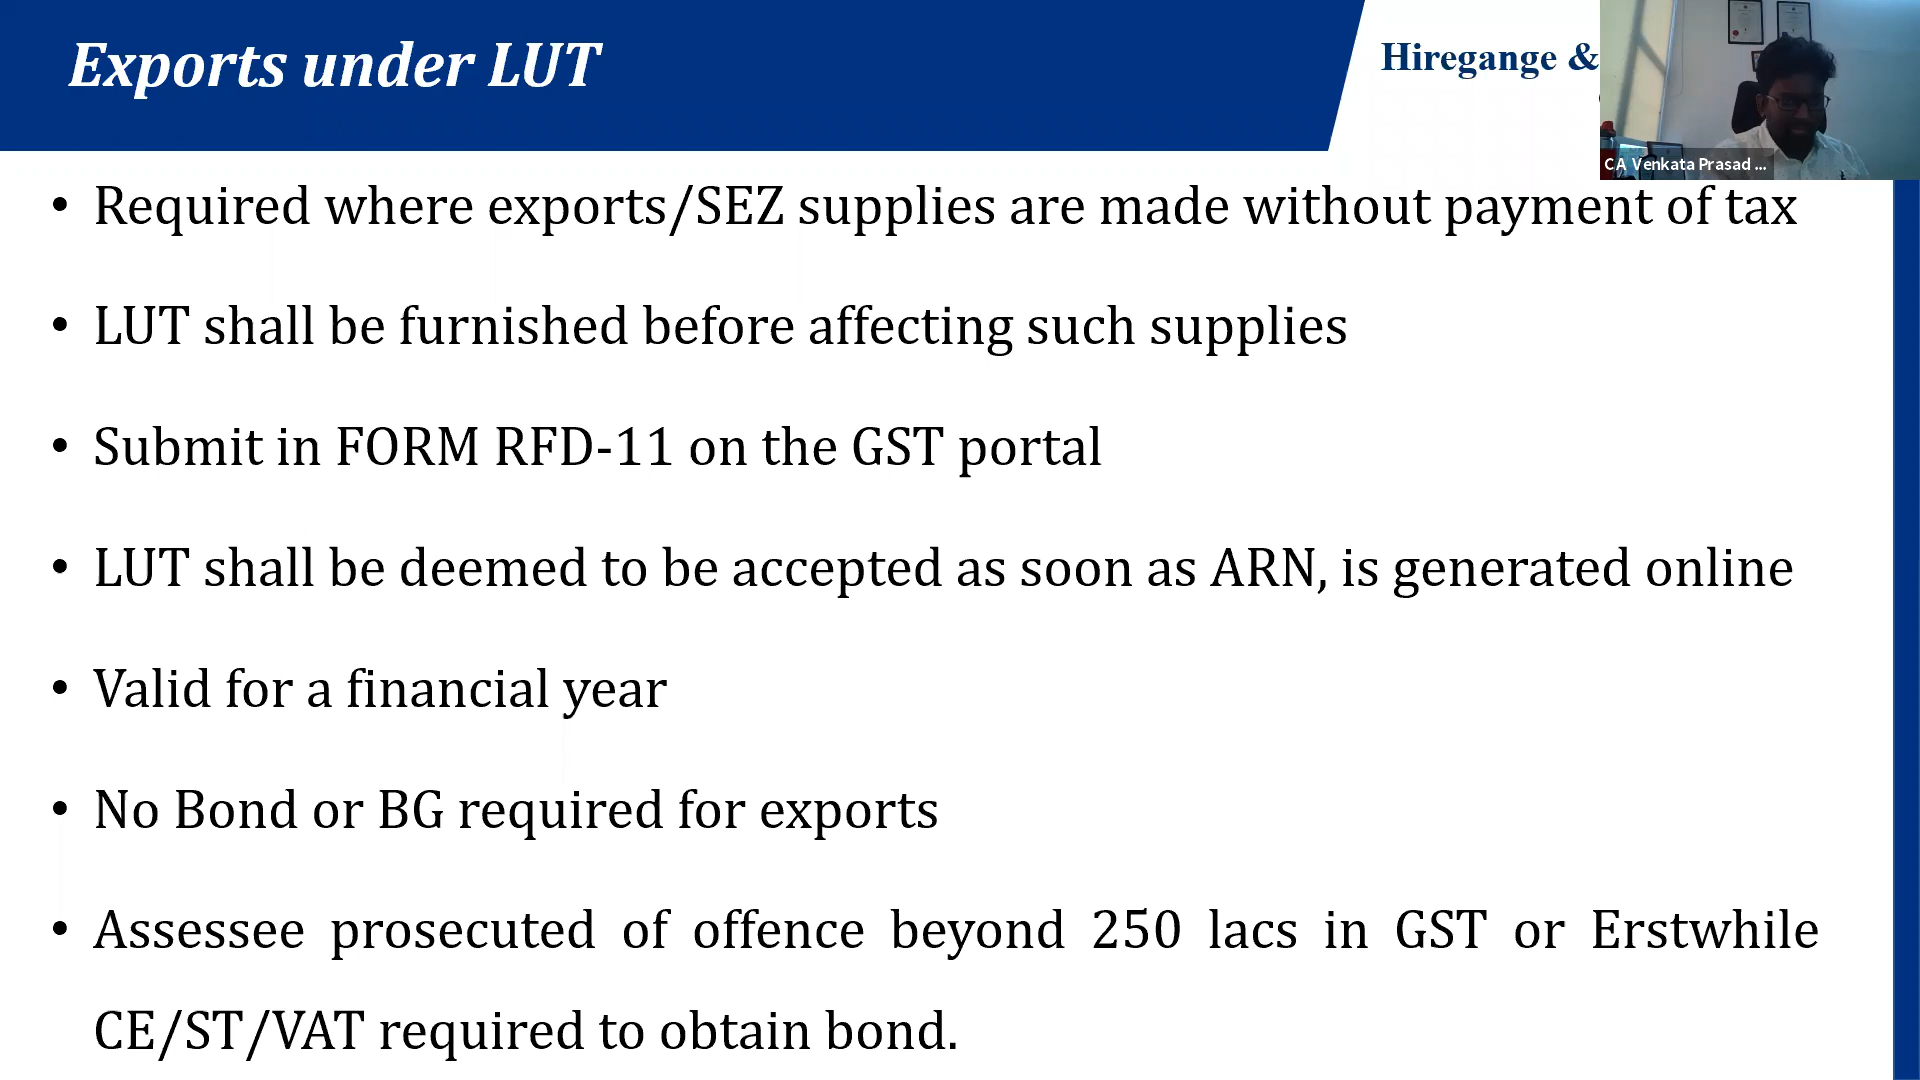 Exports under LUT
Hiregange &
CA Venkata Prasad ...
• Required where exports/SEZ supplies are made without payment of tax
• LUT shall be furnished before affecting such supplies
• Submit in FORM RFD-11 on the GST portal
• LUT shall be deemed to be accepted as soon as ARN, is generated online
• Valid for a financial year
• No Bond or BG required for exports
• Assessee prosecuted of offence beyond 250 lacs in GST or Erstwhile
CE/ST/VAT required to obtain bond.